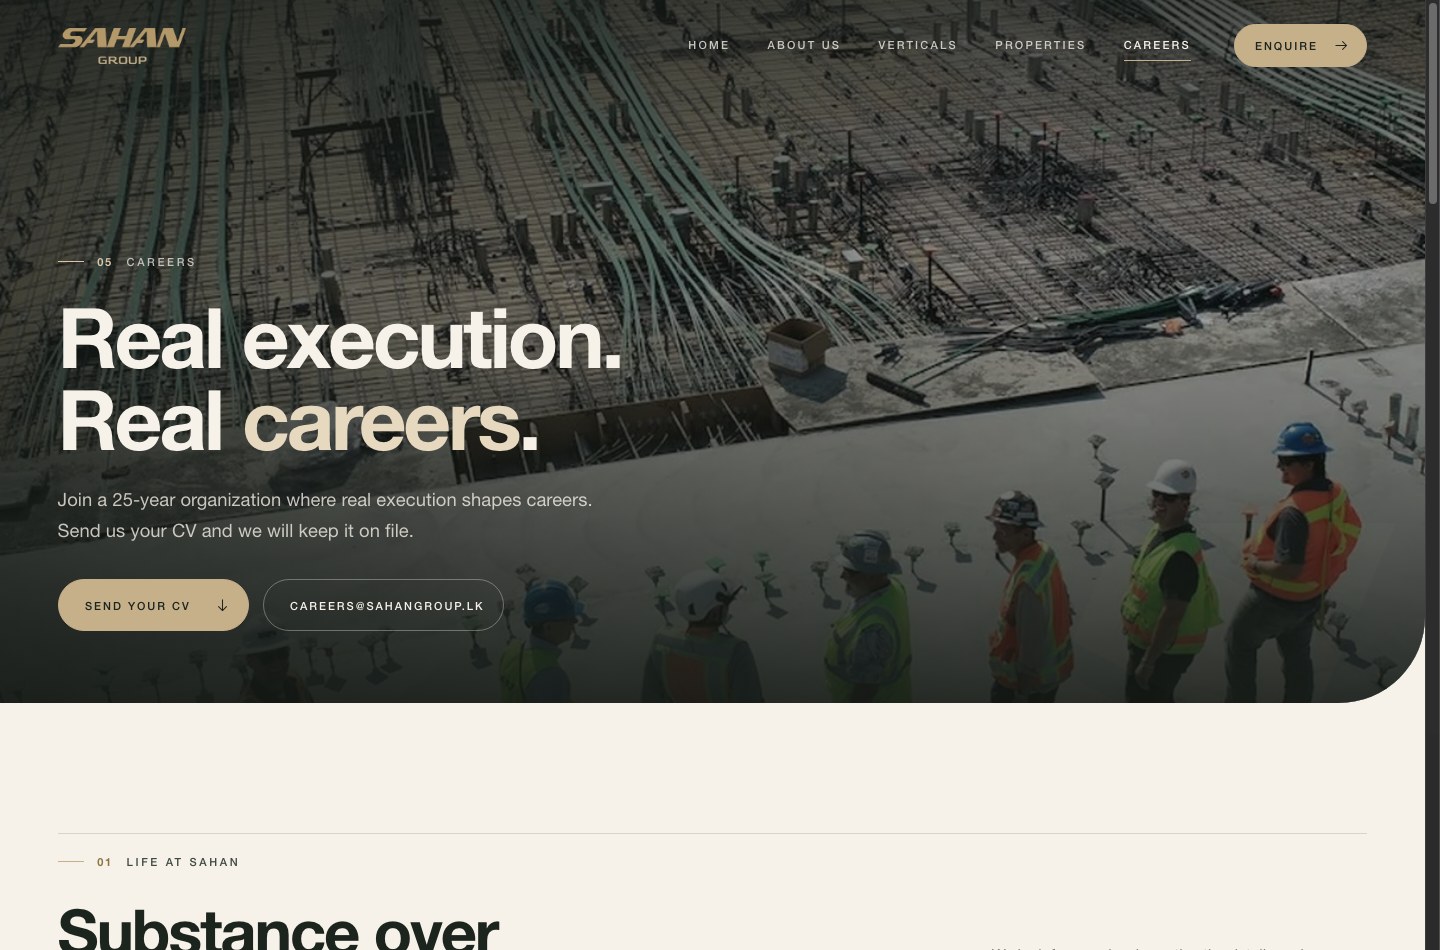 SAHAN
GROUP
HOME
ABOUT US
VERTICALS
PROPERTIES
CAREERS
ENQUIRE
05 CAREERS
Real execution.
Real careers.
Join a 25-year organization where real execution shapes careers.
Send us your CV and we will keep it on file.
SEND YOUR CV
CAREERS@SAHANGROUP.LK
01 LIFE AT SAHAN
Substance over